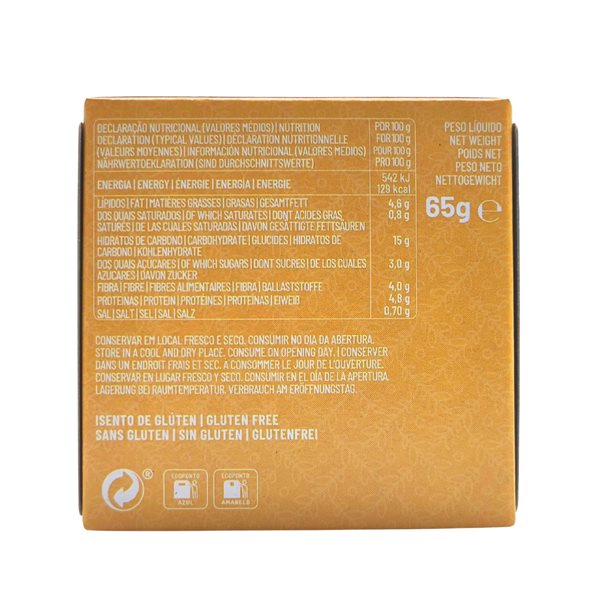 DECLARAÇÃO NUTRICIONAL (VALORES MÉDIOS) | NUTRITION
DECLARATION (TYPICAL VALUES) | DÉCLARATION NUTRITIONNELLE
(VALEURS MOYENNES) | INFORMACIÓN NUTRICIONAL (VALORES MEDIOS)
NÄHRWERTDEKLARATION (SIND DURCHSCHNITTSWERTE)
POR 100 g
FOR 100 g
POUR 100 g
POR 100 g
PRO 100 g
ENERGIA | ENERGY | ÉNERGIE | ENERGÍA | ENERGIE
542 kJ
129 kcal
LÍPIDOS | FAT | MATIÈRES GRASSES | GRASAS | GESAMTFETT
4,6 g
DOS QUAIS SATURADOS | OF WHICH SATURATES | DONT ACIDES GRAS
0,8 g
SATURÉS | DE LAS CUALES SATURADAS | DAVON GESÄTTIGTE FETTSÄUREN
HIDRATOS DE CARBONO | CARBOHYDRATE | GLUCIDES | HIDRATOS DE
15 g
CARBONO | KOHLENHYDRATE
DOS QUAIS AÇUCARES | OF WHICH SUGARS | DONT SUCRES | DE LOS CUALES
3,0 g
AZUCARES | DAVON ZUCKER
FIBRA | FIBRE | FIBRES ALIMENTAIRES | FIBRA | BALLASTSTOFFE
4,0 g
PROTEINAS | PROTEIN | PROTÉINES | PROTEÍNAS | EIWEIß
4,8 g
SAL | SALT | SEL | SAL | SALZ
0,70 g
PESO LÍQUIDO
NET WEIGHT
POIDS NET
PESO NETO
NETTOGEWICHT
65g ℮
CONSERVAR EM LOCAL FRESCO E SECO. CONSUMIR NO DIA DA ABERTURA.
STORE IN A COOL AND DRY PLACE. CONSUME ON OPENING DAY. | CONSERVER
DANS UN ENDROIT FRAIS ET SEC. A CONSOMMER LE JOUR DE L'OUVERTURE.
CONSERVAR EN LUGAR FRESCO Y SECO. CONSUMIR EN EL DÍA DE LA APERTURA.
LAGERUNG BEI RAUMTEMPERATUR. VERBRAUCH AM ERÖFFNUNGSTAG.
ISENTO DE GLÚTEN | GLUTEN FREE
SANS GLUTEN | SIN GLUTEN | GLUTENFREI
®
ECOPONTO
AZUL
ECOPONTO
AMARELO